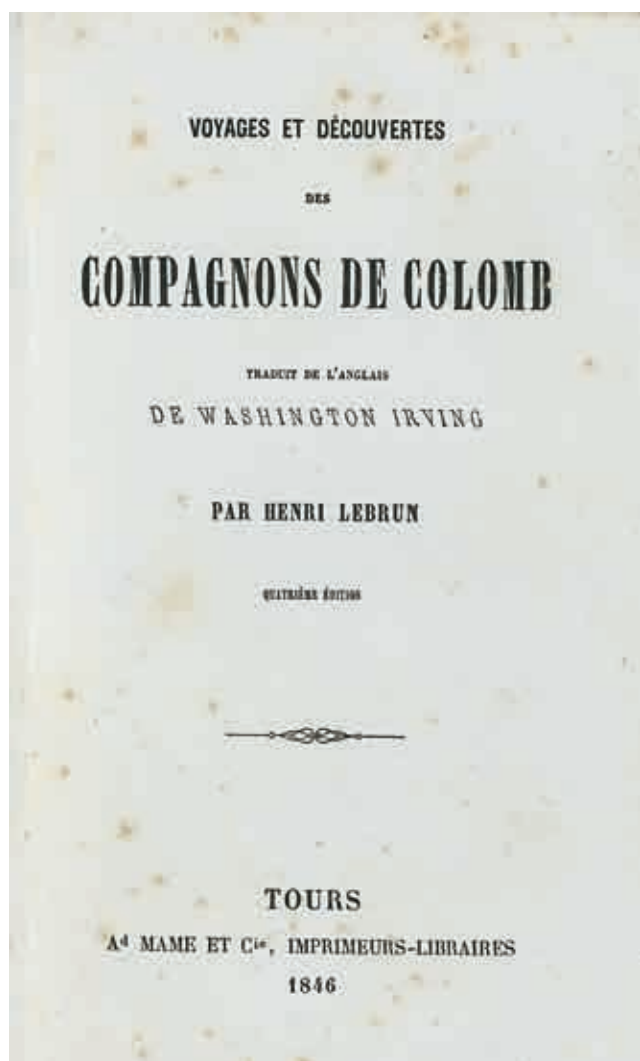 VOYAGES ET DÉCOUVERTES
DES
COMPAGNONS DE COLOMB
TRADUIT DE L'ANGLAIS
DE WASHINGTON IRVING
PAR HENRI LEBRUN
QUATRIÈME ÉDITION
TOURS
Ad MAME ET Cie, IMPRIMEURS-LIBRAIRES
1846